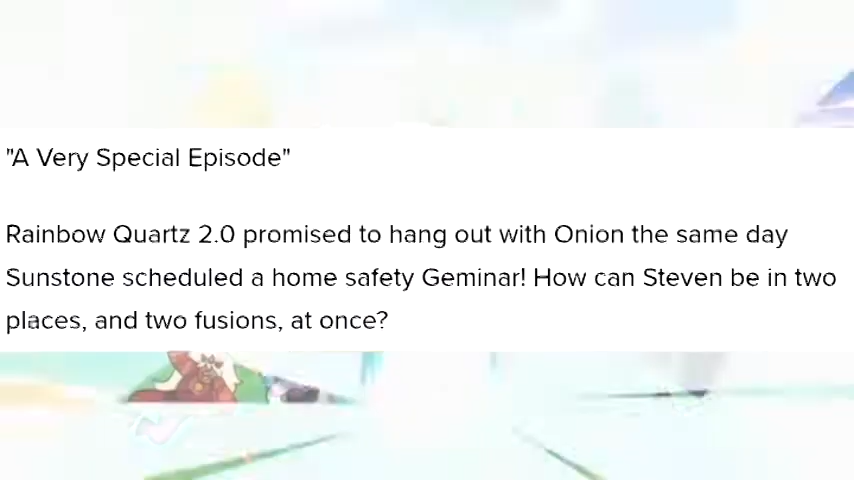 "A Very Special Episode"
Rainbow Quartz 2.0 promised to hang out with Onion the same day
Sunstone scheduled a home safety Geminar! How can Steven be in two
places, and two fusions, at once?